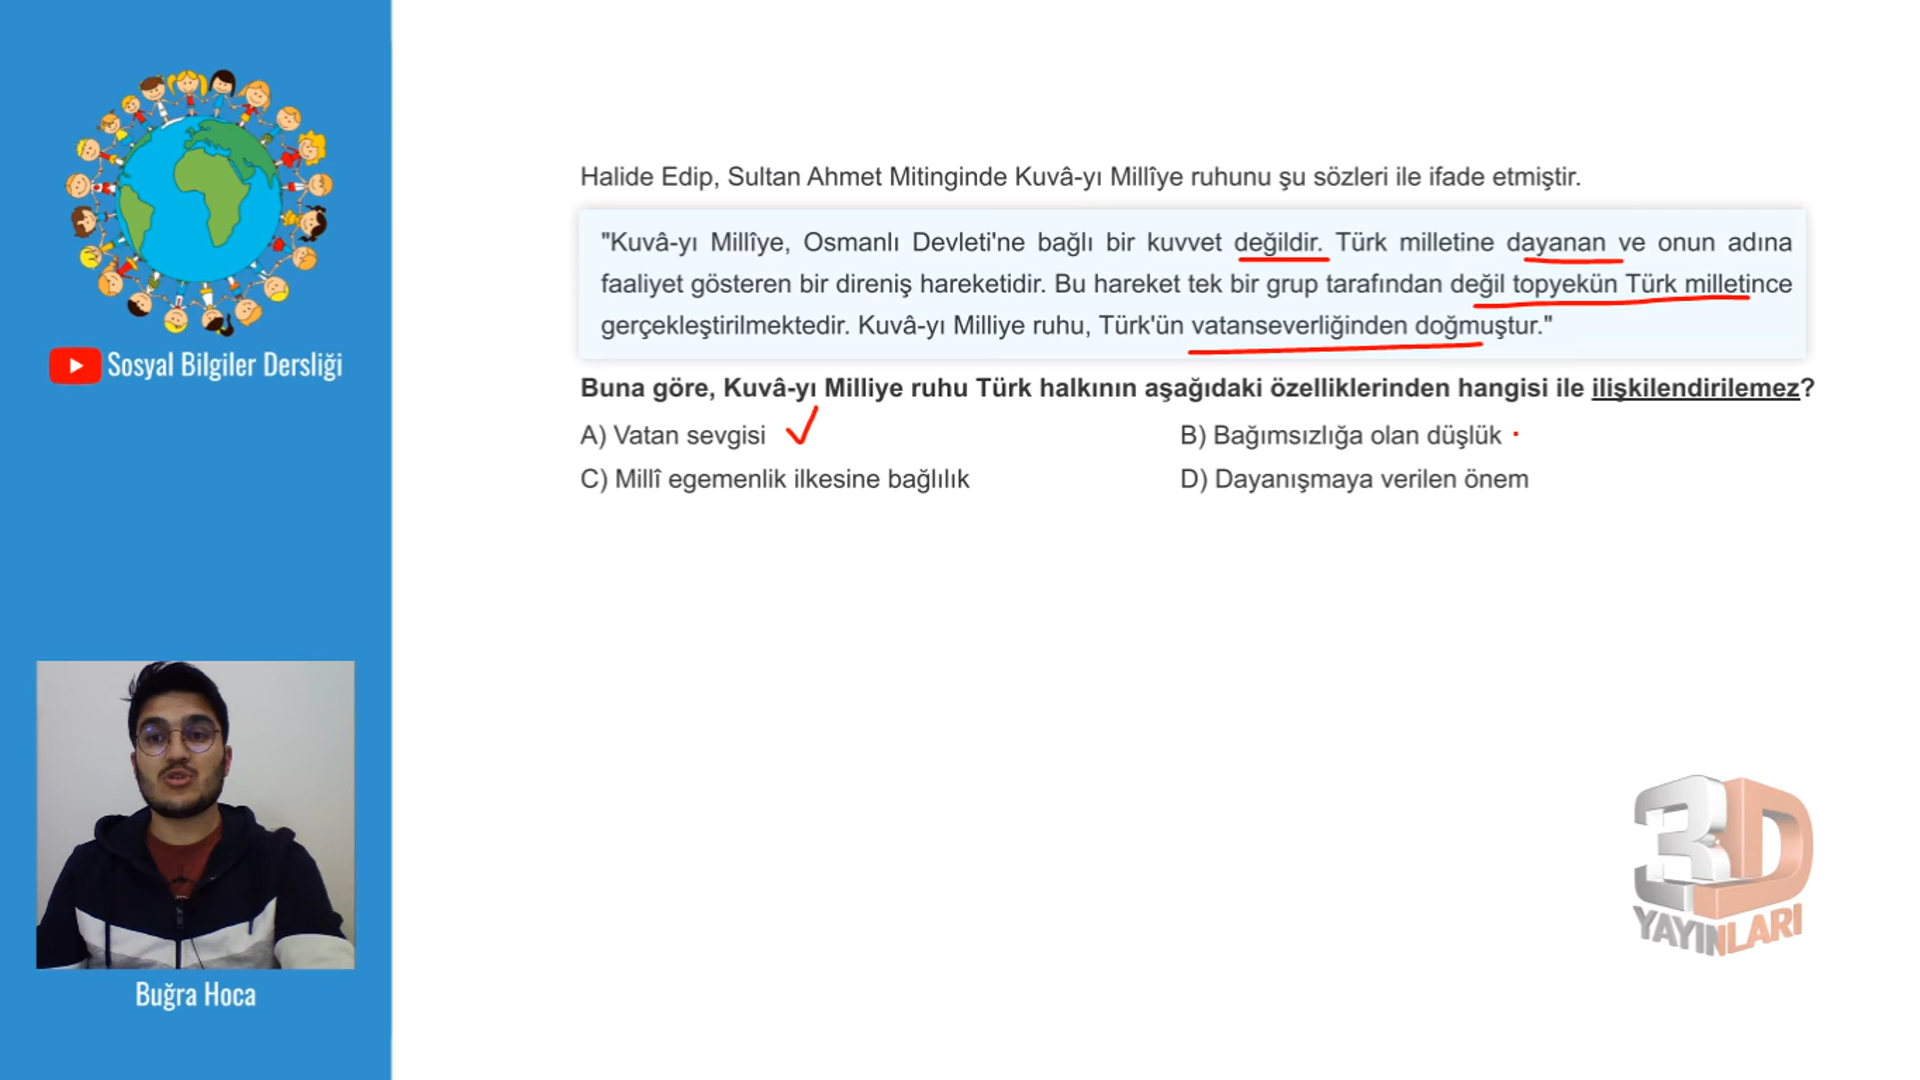 Halide Edip, Sultan Ahmet Mitinginde Kuvâ-yı Millîye ruhunu şu sözleri ile ifade etmiştir.
"Kuvâ-yı Millîye, Osmanlı Devleti'ne bağlı bir kuvvet değildir. Türk milletine dayanan ve onun adına
faaliyet gösteren bir direniş hareketidir. Bu hareket tek bir grup tarafından değil topyekün Türk milletince
gerçekleştirilmektedir. Kuvâ-yı Milliye ruhu, Türk'ün vatanseverliğinden doğmuştur."
Buna göre, Kuvâ-yı Milliye ruhu Türk halkının aşağıdaki özelliklerinden hangisi ile ilişkilendirilemez?
A) Vatan sevgisi
B) Bağımsızlığa olan düşlük
C) Millî egemenlik ilkesine bağlılık
D) Dayanışmaya verilen önem
Sosyal Bilgiler Dersliği
Buğra Hoca
3D
YAYINLARI